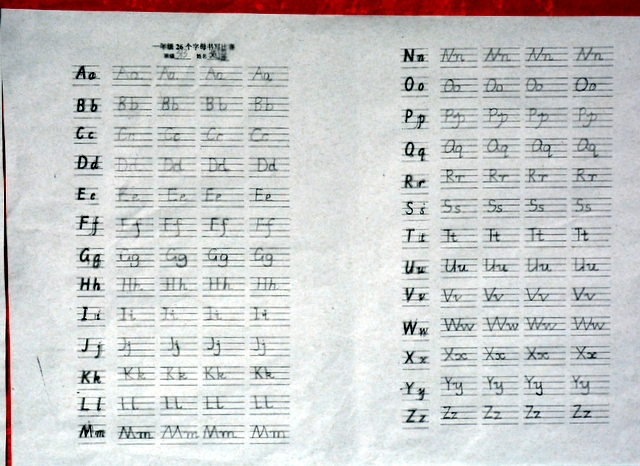 一年级26个字母书写比赛
班级 姓名
Aa Aa Aa Aa Aa
Bb Bb Bb Bb Bb
Cc Cc Cc Cc Cc
Dd Dd Dd Dd Dd
Ee Ee Ee Ee Ee
Ff Ff Ff Ff Ff
Gg Gg Gg Gg Gg
Hh Hh Hh Hh Hh
Ii Ii Ii Ii Ii
Jj Jj Jj Jj Jj
Kk Kk Kk Kk Kk
Ll Ll Ll Ll Ll
Mm Mm Mm Mm Mm
Nn Nn Nn Nn Nn
Oo Oo Oo Oo Oo
Pp Pp Pp Pp Pp
Qq Qq Qq Qq Qq
Rr Rr Rr Rr Rr
Ss Ss Ss Ss Ss
Tt Tt Tt Tt Tt
Uu Uu Uu Uu Uu
Vv Vv Vv Vv Vv
Ww Ww Ww Ww Ww
Xx Xx Xx Xx Xx
Yy Yy Yy Yy Yy
Zz Zz Zz Zz Zz